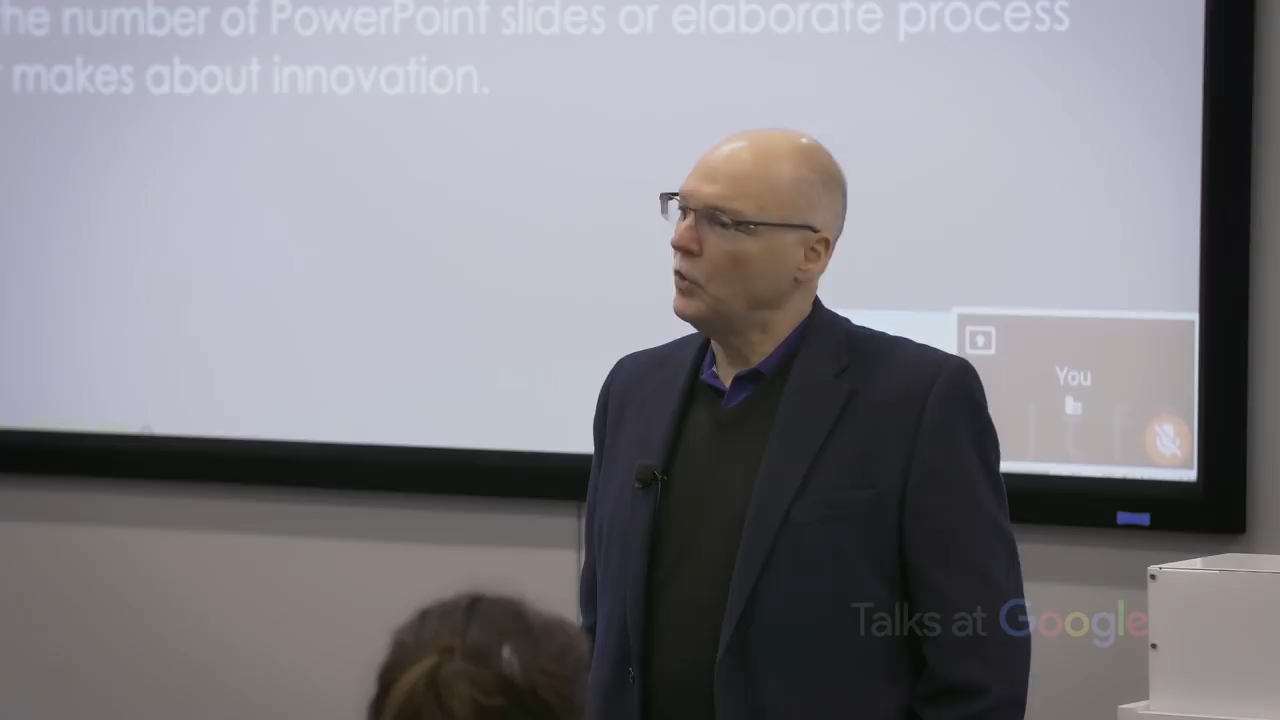 he number of PowerPoint slides or elaborate process
makes about innovation.
You
Talks at Google